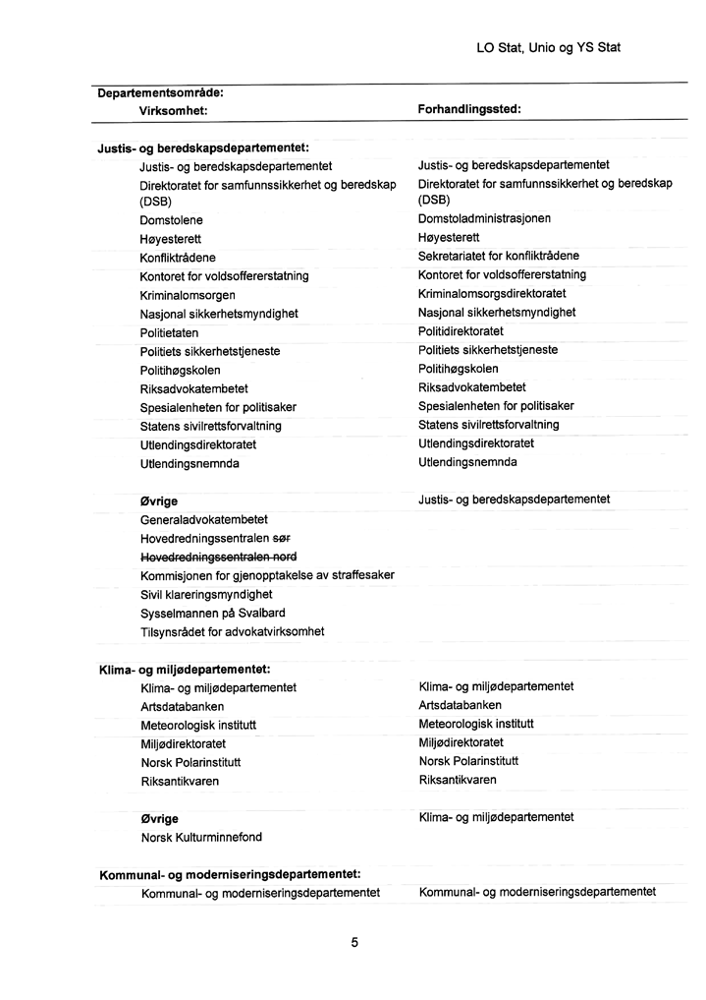 LO Stat, Unio og YS Stat
Departementsområde:
Virksomhet: Forhandlingssted:
Justis- og beredskapsdepartementet:
Justis- og beredskapsdepartementet Justis- og beredskapsdepartementet
Direktoratet for samfunnssikkerhet og beredskap Direktoratet for samfunnssikkerhet og beredskap
(DSB) (DSB)
Domstolene Domstoladministrasjonen
Høyesterett Høyesterett
Konfliktrådene Sekretariatet for konfliktrådene
Kontoret for voldsoffererstatning Kontoret for voldsoffererstatning
Kriminalomsorgen Kriminalomsorgsdirektoratet
Nasjonal sikkerhetsmyndighet Nasjonal sikkerhetsmyndighet
Politietaten Politidirektoratet
Politiets sikkerhetstjeneste Politiets sikkerhetstjeneste
Politihøgskolen Politihøgskolen
Riksadvokatembetet Riksadvokatembetet
Spesialenheten for politisaker Spesialenheten for politisaker
Statens sivilrettsforvaltning Statens sivilrettsforvaltning
Utlendingsdirektoratet Utlendingsdirektoratet
Utlendingsnemnda Utlendingsnemnda
Øvrige Justis- og beredskapsdepartementet
Generaladvokatembetet
Hovedredningssentralen sør
Hovedredningssentralen nord
Kommisjonen for gjenopptakelse av straffesaker
Sivil klareringsmyndighet
Sysselmannen på Svalbard
Tilsynsrådet for advokatvirksomhet
Klima- og miljødepartementet:
Klima- og miljødepartementet Klima- og miljødepartementet
Artsdatabanken Artsdatabanken
Meteorologisk institutt Meteorologisk institutt
Miljødirektoratet Miljødirektoratet
Norsk Polarinstitutt Norsk Polarinstitutt
Riksantikvaren Riksantikvaren
Øvrige Klima- og miljødepartementet
Norsk Kulturminnefond
Kommunal- og moderniseringsdepartementet:
Kommunal- og moderniseringsdepartementet Kommunal- og moderniseringsdepartementet
5